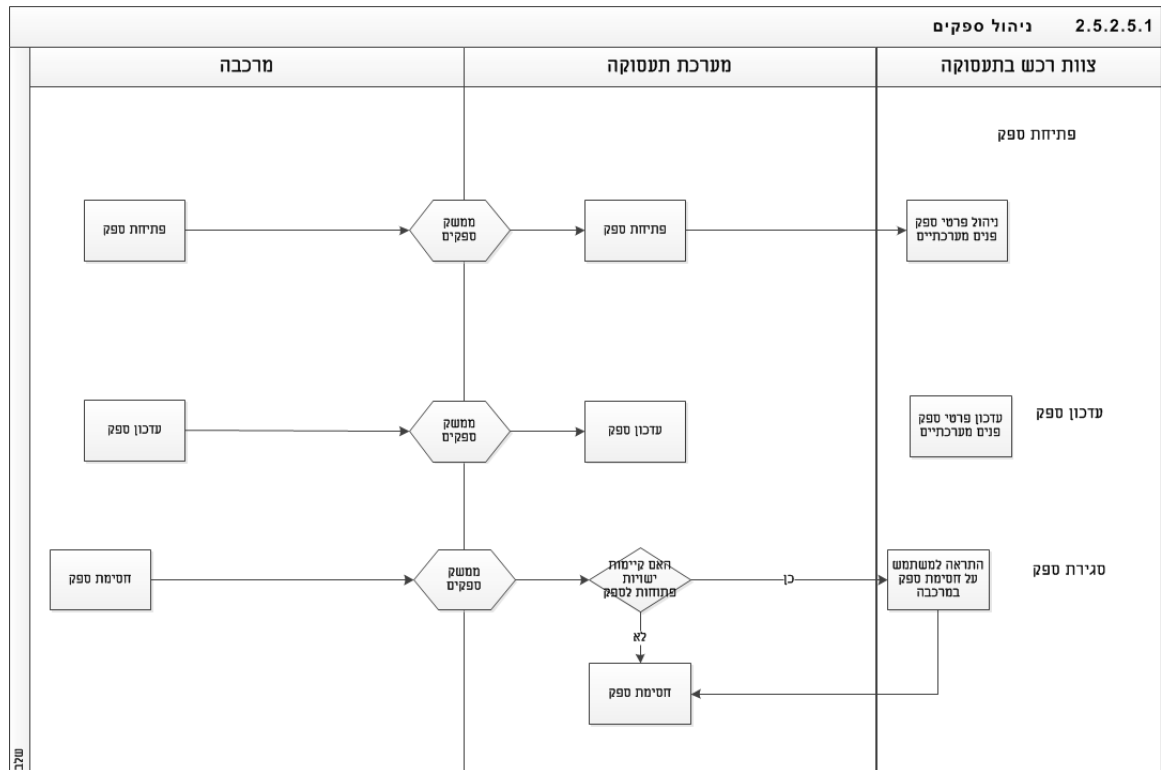 2.5.2.5.1 ניהול ספקים
צוות רכש בתעסוקה
מערכת תעסוקה
מרכבה
פתיחת ספק
ניהול פרטי ספק
פנים מערכתיים
פתיחת ספק
ממשק
ספקים
פתיחת ספק
עדכון ספק
עדכון פרטי ספק
פנים מערכתיים
עדכון ספק
ממשק
ספקים
עדכון ספק
סגירת ספק
התראה למשתמש
על חסימת ספק
במרכבה
כן
האם קיימות
ישויות
פתוחות לספק
ממשק
ספקים
חסימת ספק
לא
חסימת ספק
שלב